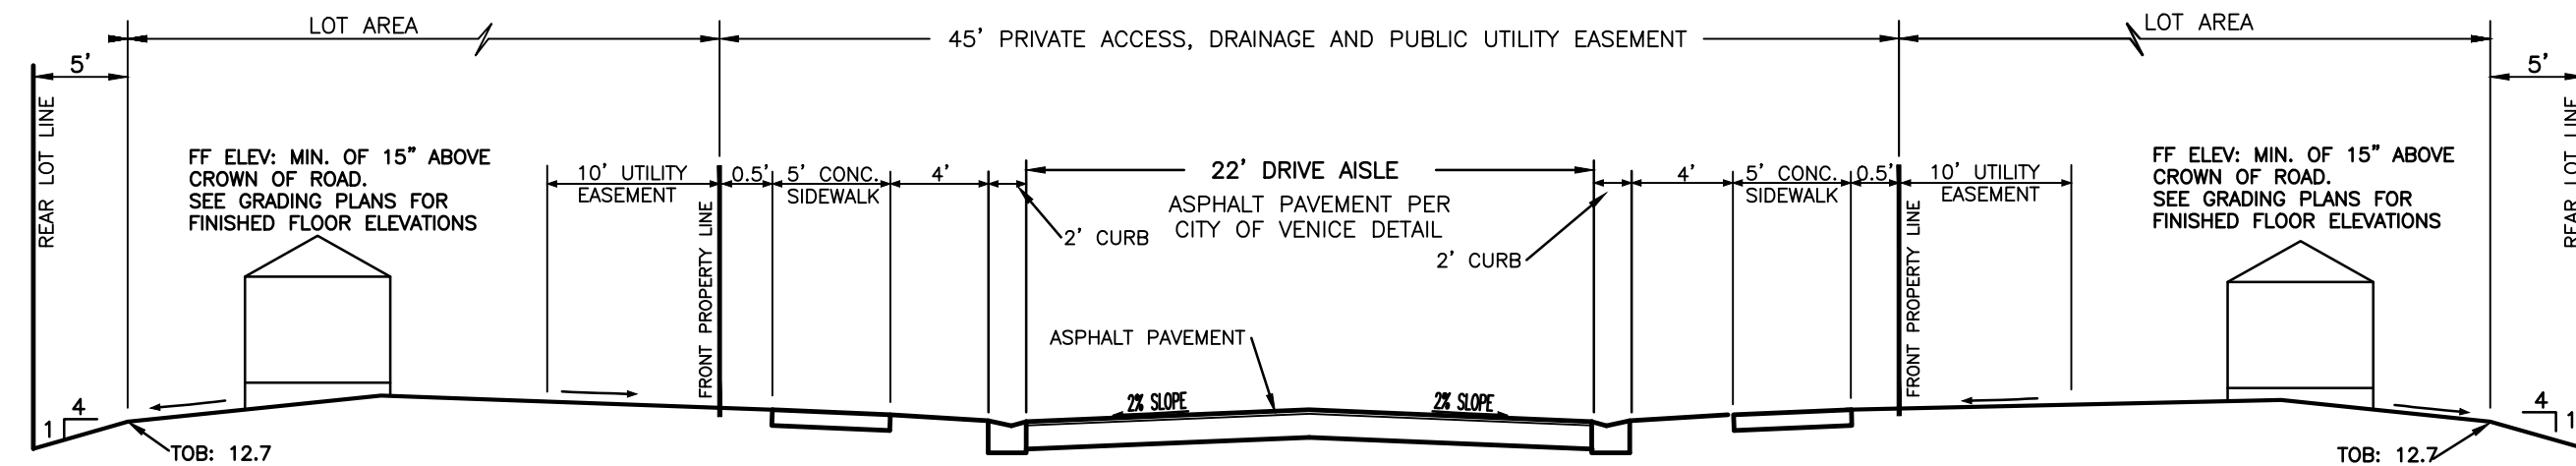 LOT AREA
45' PRIVATE ACCESS, DRAINAGE AND PUBLIC UTILITY EASEMENT
LOT AREA
5'
5'
REAR LOT LINE
FF ELEV: MIN. OF 15" ABOVE
CROWN OF ROAD.
SEE GRADING PLANS FOR
FINISHED FLOOR ELEVATIONS
10' UTILITY
EASEMENT
FRONT PROPERTY LINE
0.5'
5' CONC.
SIDEWALK
4'
2' CURB
22' DRIVE AISLE
ASPHALT PAVEMENT PER
CITY OF VENICE DETAIL
2' CURB
4'
5' CONC.
SIDEWALK
0.5'
FRONT PROPERTY LINE
10' UTILITY
EASEMENT
FF ELEV: MIN. OF 15" ABOVE
CROWN OF ROAD.
SEE GRADING PLANS FOR
FINISHED FLOOR ELEVATIONS
REAR LOT LINE
ASPHALT PAVEMENT
2% SLOPE
2% SLOPE
4
1
TOB: 12.7
4
1
TOB: 12.7